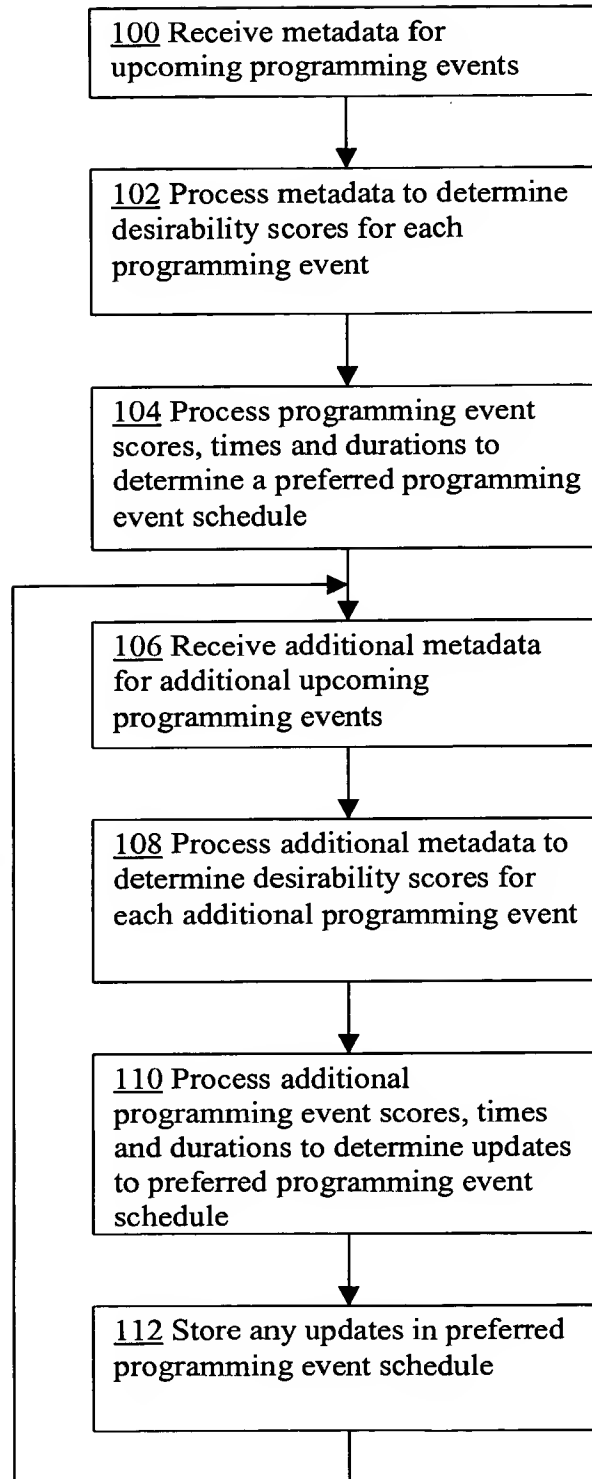 100 Receive metadata for
upcoming programming events
102 Process metadata to determine
desirability scores for each
programming event
104 Process programming event
scores, times and durations to
determine a preferred programming
event schedule
106 Receive additional metadata
for additional upcoming
programming events
108 Process additional metadata to
determine desirability scores for
each additional programming event
110 Process additional
programming event scores, times
and durations to determine updates
to preferred programming event
schedule
112 Store any updates in preferred
programming event schedule